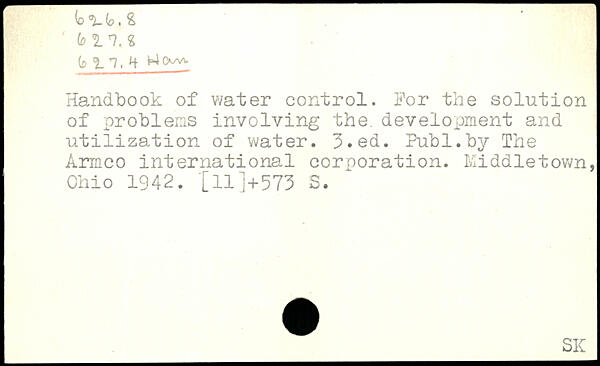 626.8
627.8
627.4 Han
Handbook of water control. For the solution
of problems involving the development and
utilization of water. 3.ed. Publ.by The
Armco international corporation. Middletown,
Ohio 1942. [11]+573 S.
SK